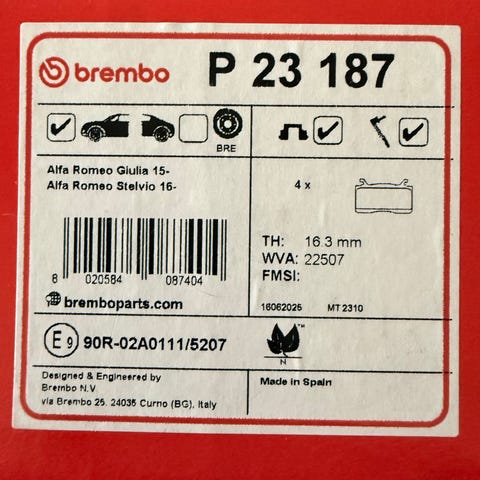 brembo P 23 187
BRE
Alfa Romeo Giulia 15-
Alfa Romeo Stelvio 16-
4 x
8 020584 087404
TH: 16.3 mm
WVA: 22507
FMSI:
bremboparts.com
16062025 MT 2310
E9 90R-02A0111/5207
TM
N
Designed & Engineered by
Brembo N.V
via Brembo 25. 24035 Curno (BG), Italy
Made in Spain